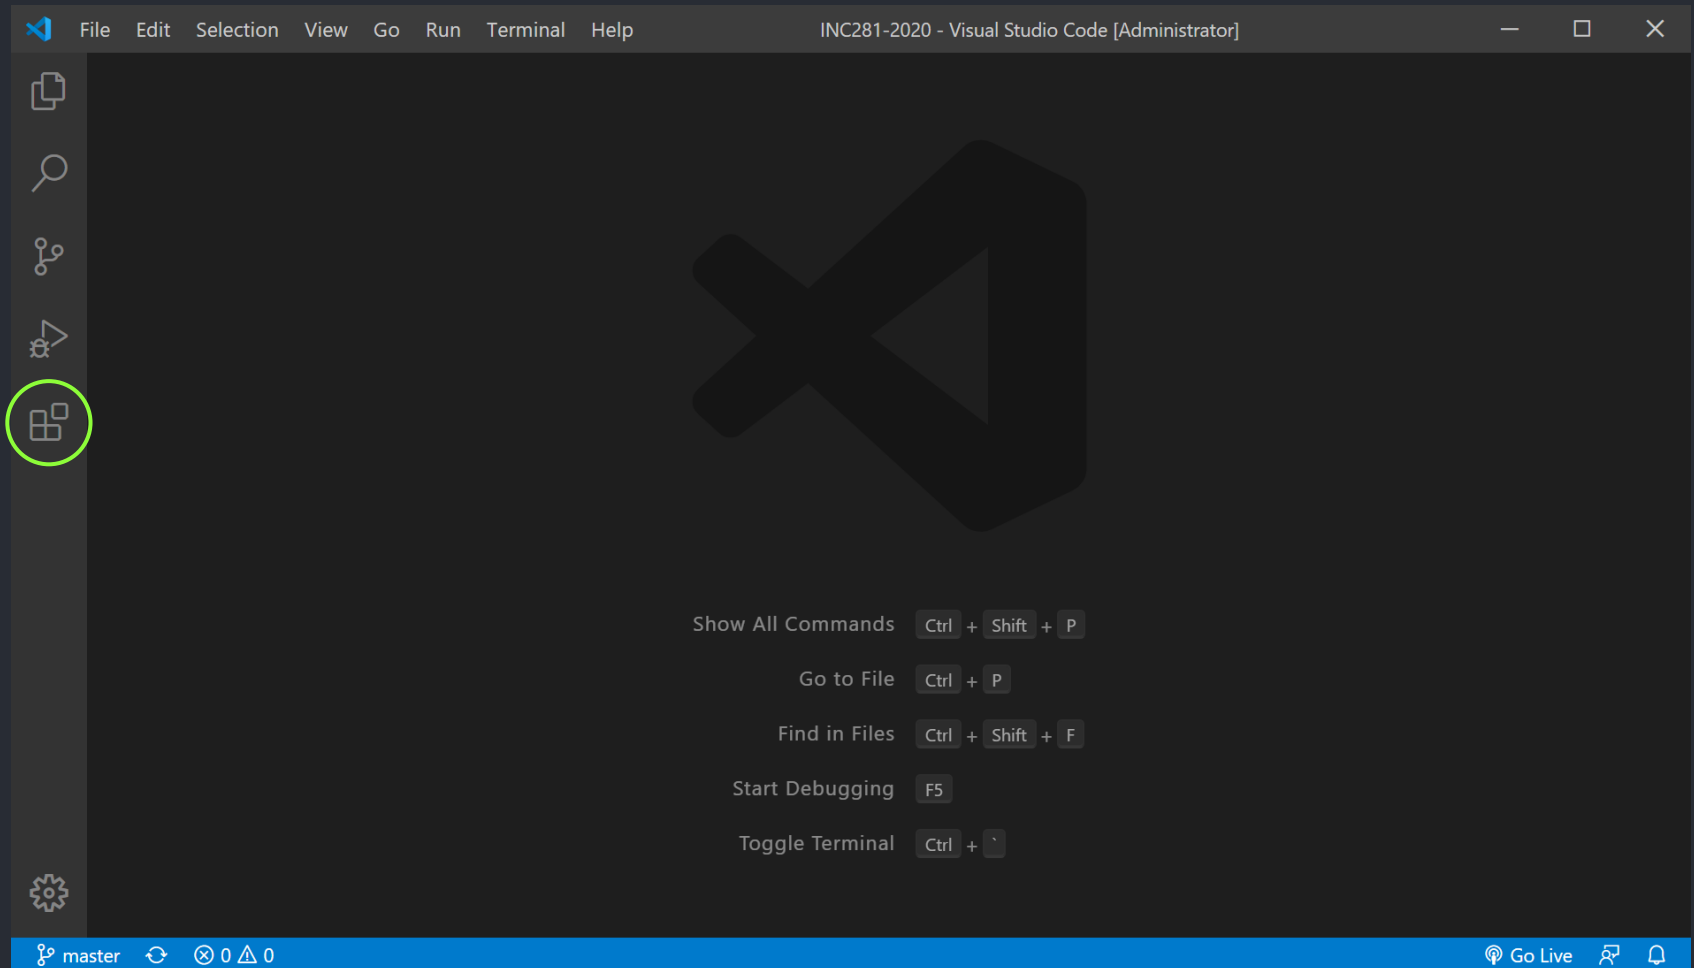 File Edit Selection View Go Run Terminal Help INC281-2020 - Visual Studio Code [Administrator]
Show All Commands Ctrl + Shift + P
Go to File Ctrl + P
Find in Files Ctrl + Shift + F
Start Debugging F5
Toggle Terminal Ctrl + `
master 0 0 Go Live